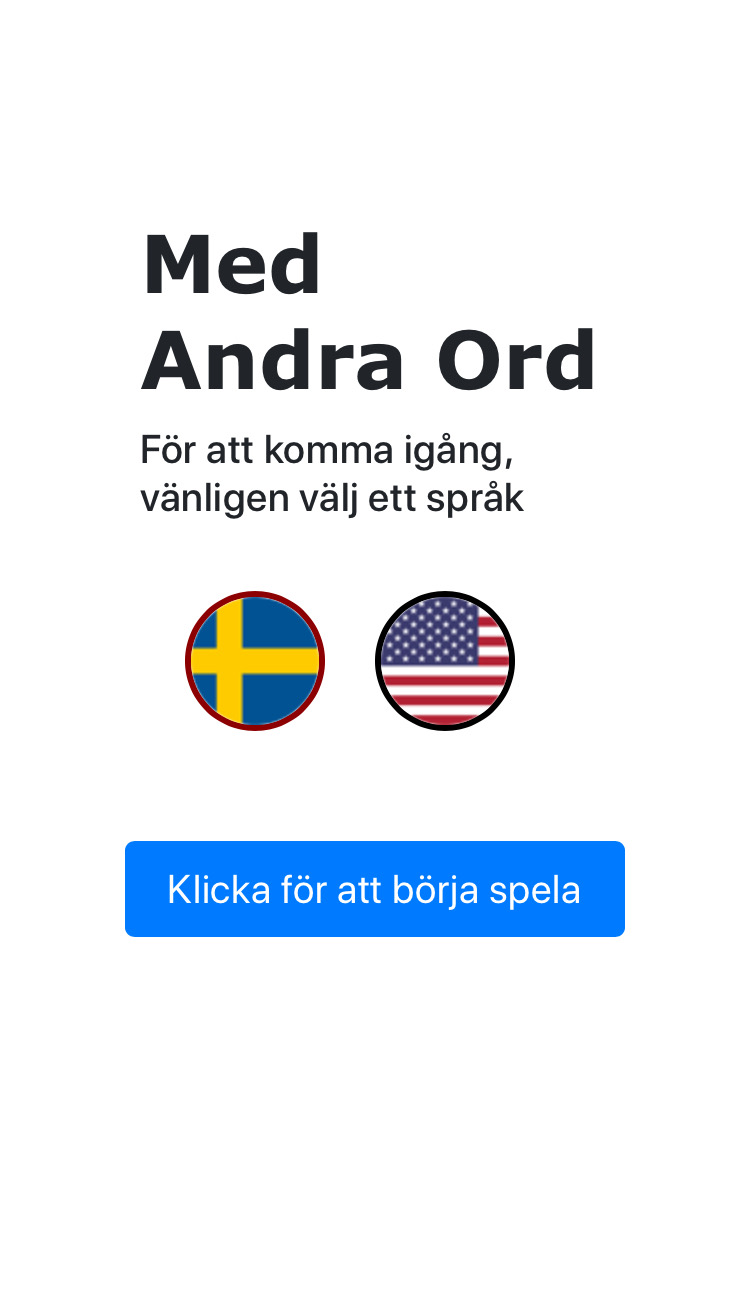 Med
Andra Ord
För att komma igång,
vänligen välj ett språk
Klicka för att börja spela